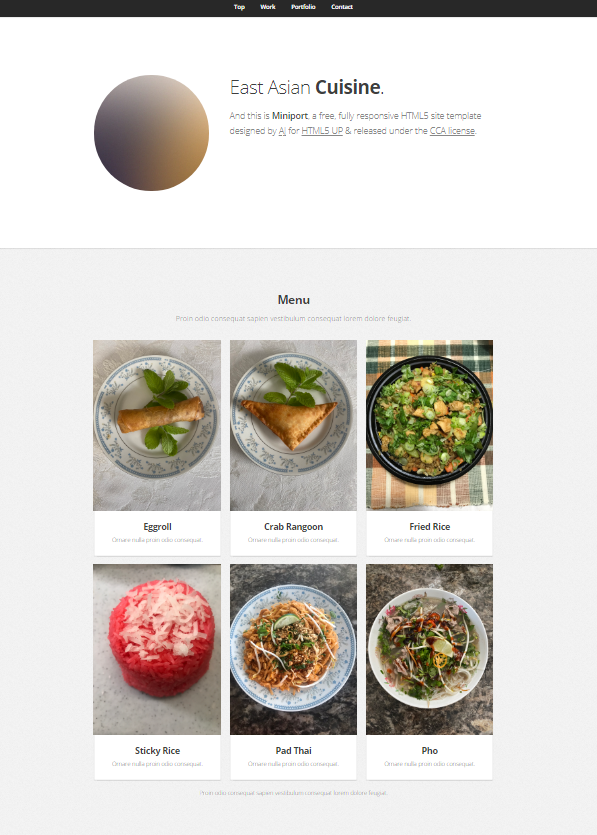 Top Work Portfolio Contact
East Asian Cuisine.
And this is Miniport, a free, fully responsive HTML5 site template
designed by AJ for HTML5 UP & released under the CCA license.
Menu
Proin odio consequat sapien vestibulum consequat lorem dolore feugiat.
Eggroll Crab Rangoon Fried Rice
Ornare nulla proin odio consequat. Ornare nulla proin odio consequat. Ornare nulla proin odio consequat.
Sticky Rice Pad Thai Pho
Ornare nulla proin odio consequat. Ornare nulla proin odio consequat. Ornare nulla proin odio consequat.
Proin odio consequat sapien vestibulum consequat lorem dolore feugiat.